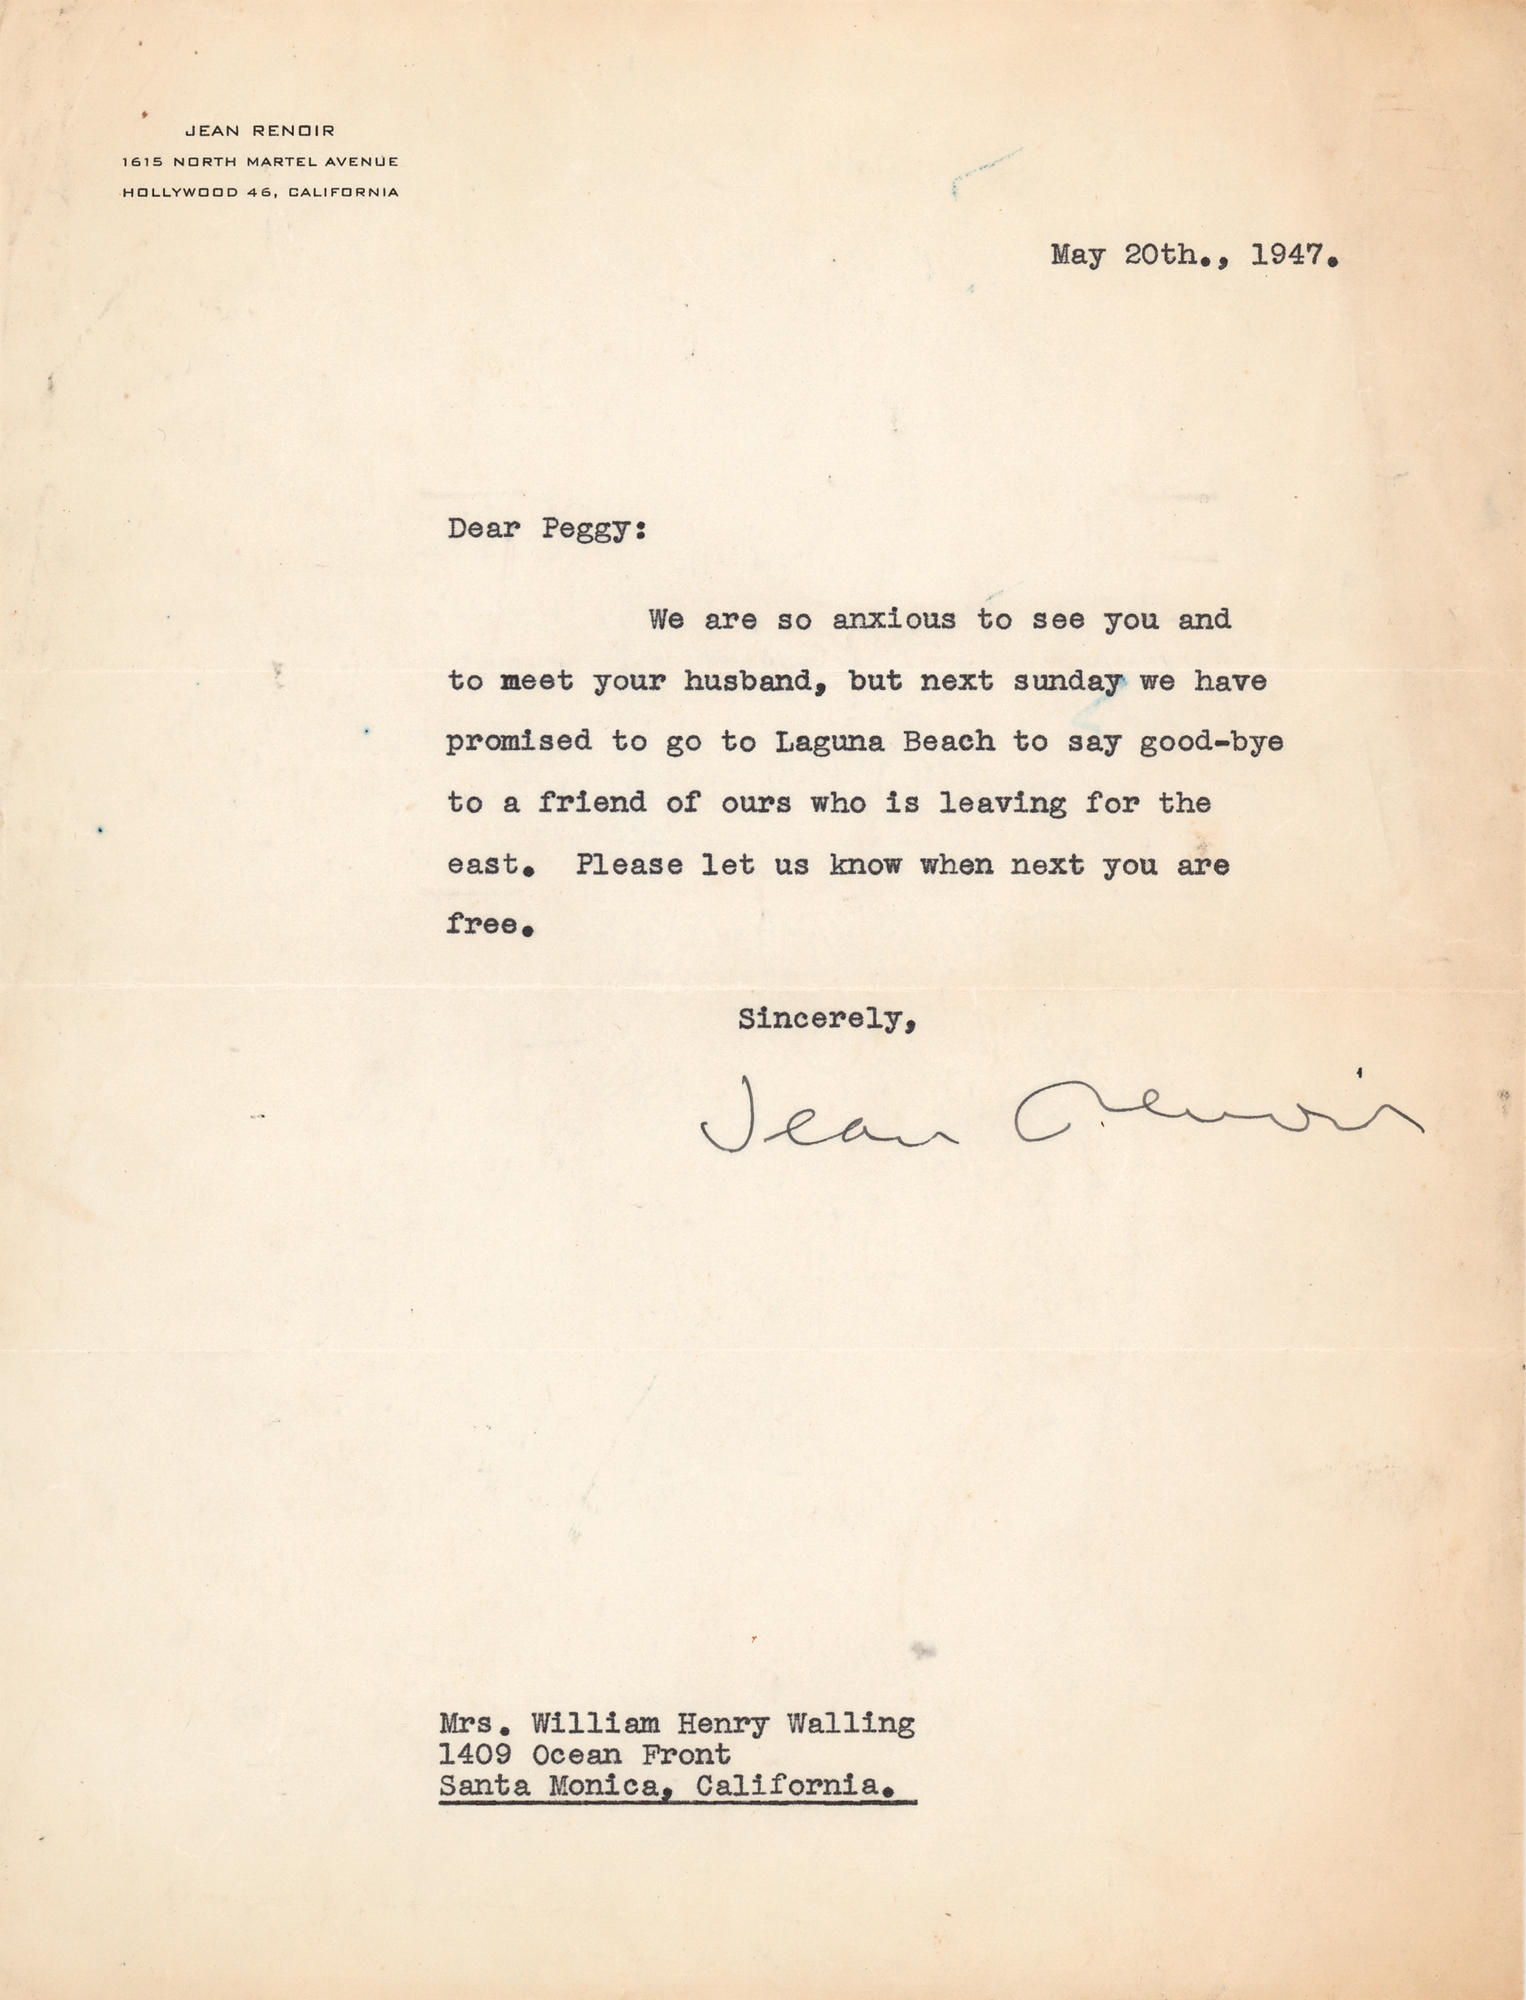 JEAN RENOIR
1615 NORTH MARTEL AVENUE
HOLLYWOOD 46, CALIFORNIA
May 20th., 1947.
Dear Peggy:
We are so anxious to see you and
to meet your husband, but next sunday we have
promised to go to Laguna Beach to say good-bye
to a friend of ours who is leaving for the
east.  Please let us know when next you are
free.
Sincerely,
Jean Renoir
Mrs. William Henry Walling
1409 Ocean Front
Santa Monica, California.